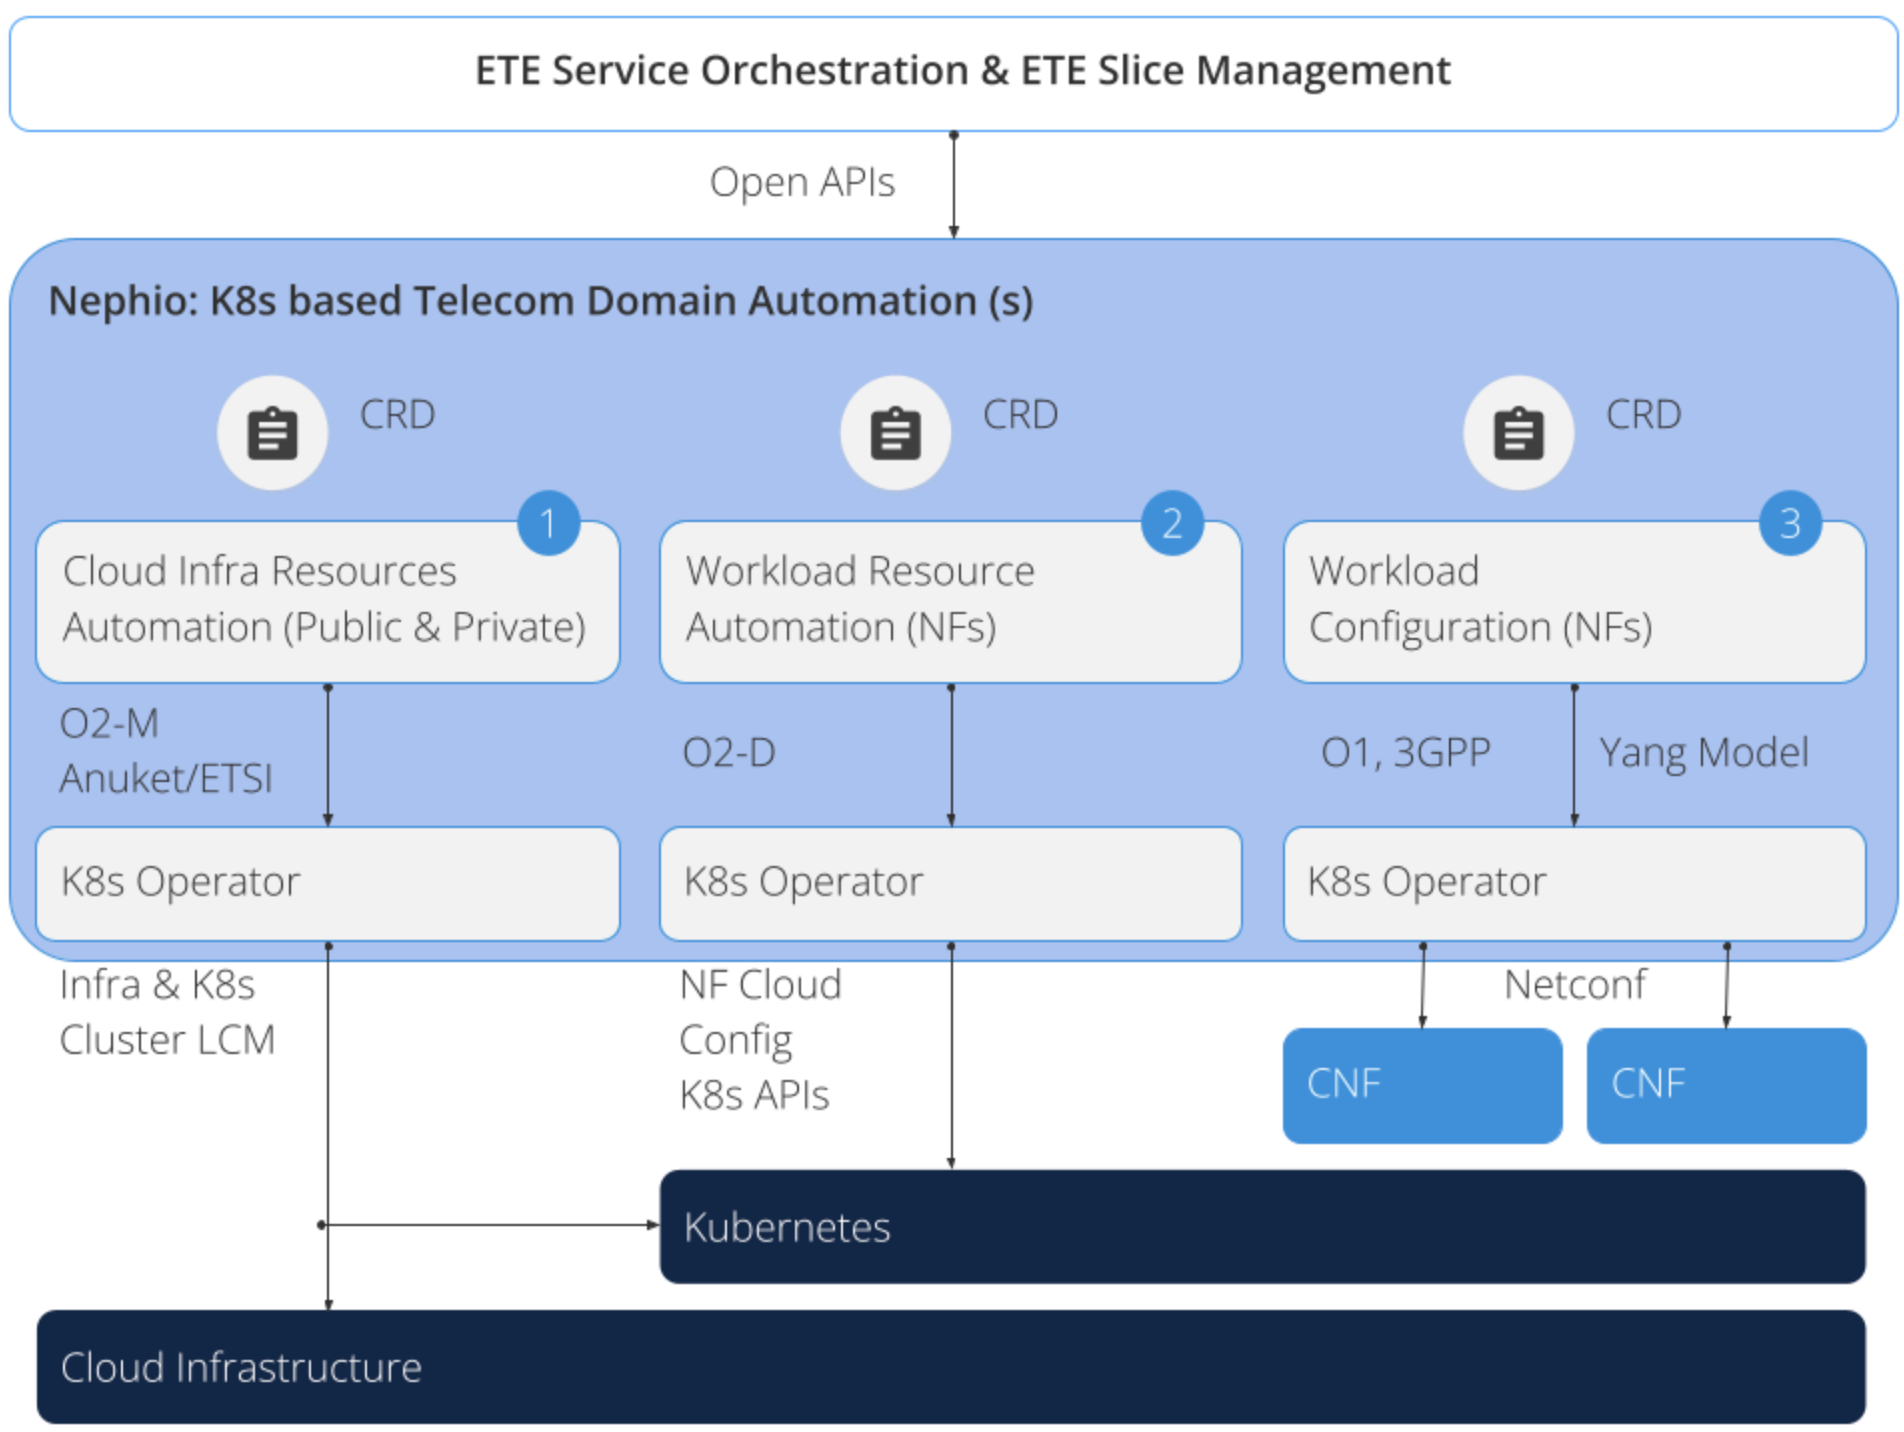 ETE Service Orchestration & ETE Slice Management
Open APIs
Nephio: K8s based Telecom Domain Automation (s)
CRD
CRD
CRD
1
2
3
Cloud Infra Resources
Automation (Public & Private)
Workload Resource
Automation (NFs)
Workload
Configuration (NFs)
O2-M
Anuket/ETSI
O2-D
O1, 3GPP
Yang Model
K8s Operator
K8s Operator
K8s Operator
Infra & K8s
Cluster LCM
NF Cloud
Config
K8s APIs
Netconf
CNF
CNF
Kubernetes
Cloud Infrastructure